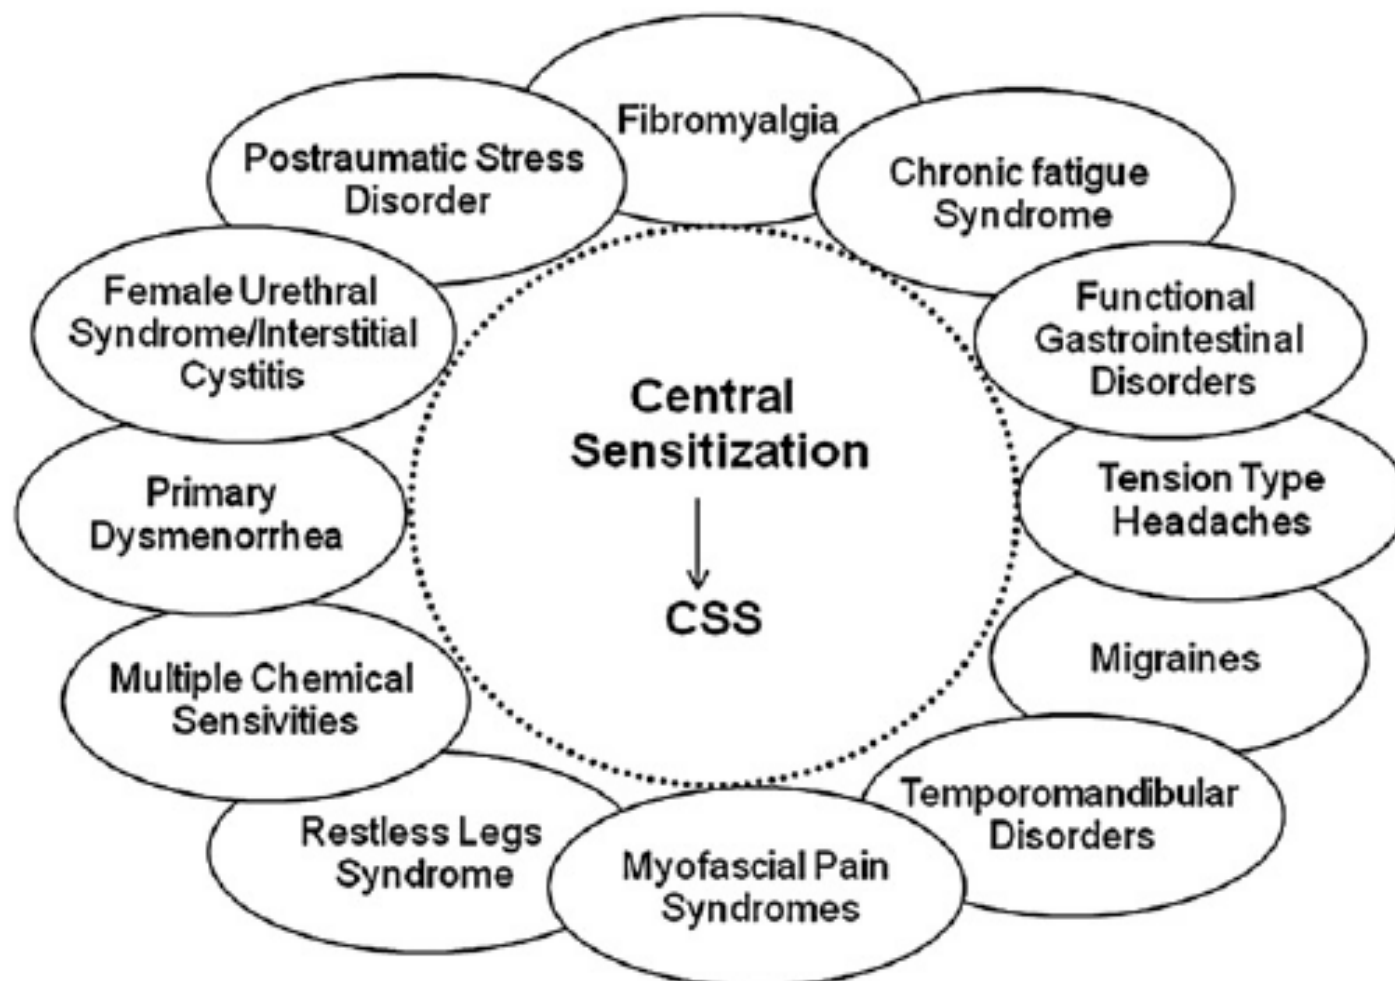 Fibromyalgia
Chronic fatigue
Syndrome
Functional
Gastrointestinal
Disorders
Tension Type
Headaches
Migraines
Temporomandibular
Disorders
Myofascial Pain
Syndromes
Restless Legs
Syndrome
Multiple Chemical
Sensivities
Primary
Dysmenorrhea
Female Urethral
Syndrome/Interstitial
Cystitis
Postraumatic Stress
Disorder
Central
Sensitization
CSS